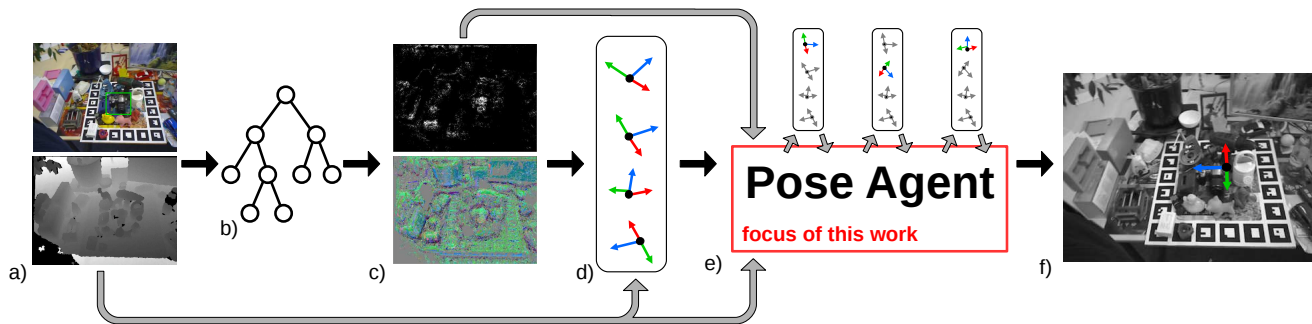 Pose Agent
focus of this work
a)
b)
c)
d)
e)
f)